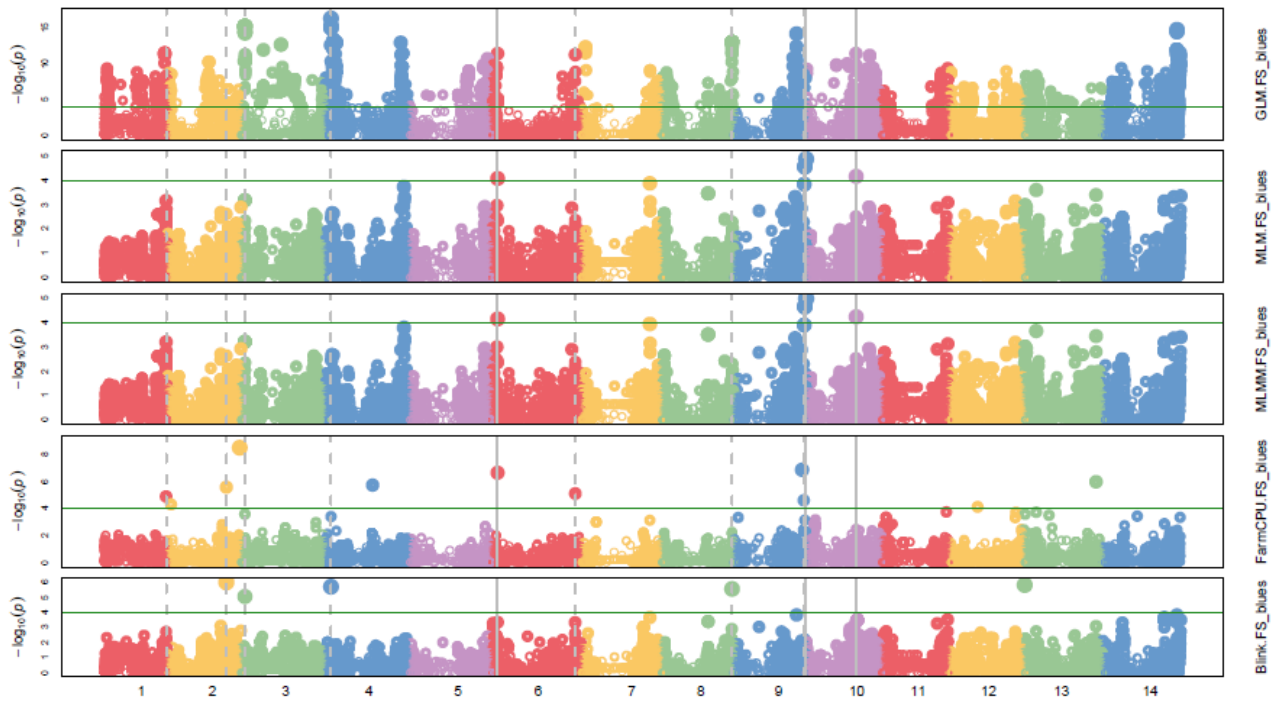 15
10
5
0
−log₁₀(p)
GLM.FS_blues
5
4
3
2
1
0
−log₁₀(p)
MLM.FS_blues
5
4
3
2
1
0
−log₁₀(p)
MLMM.FS_blues
8
6
4
2
0
−log₁₀(p)
FarmCPU.FS_blues
6
5
4
3
2
1
0
−log₁₀(p)
Blink.FS_blues
1 2 3 4 5 6 7 8 9 10 11 12 13 14